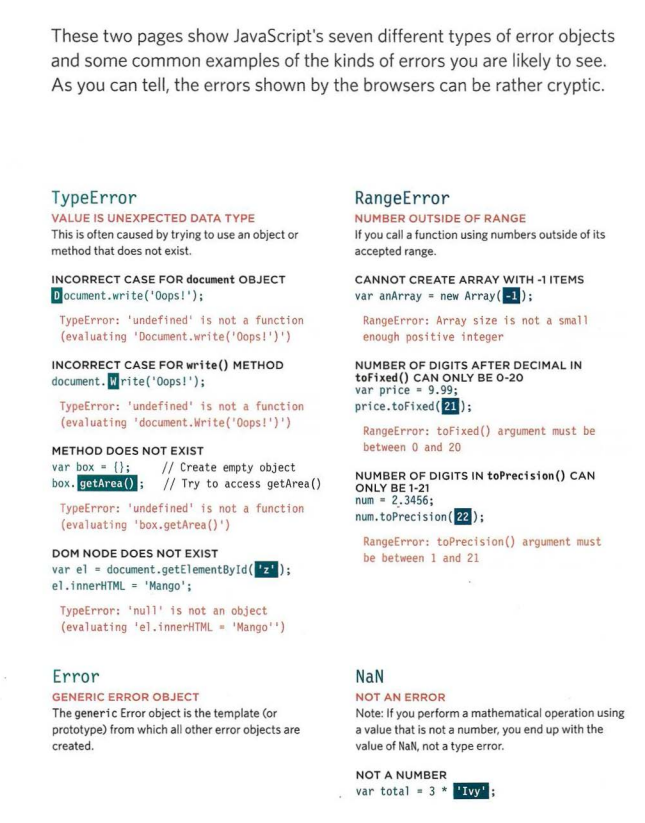 These two pages show JavaScript's seven different types of error objects
and some common examples of the kinds of errors you are likely to see.
As you can tell, the errors shown by the browsers can be rather cryptic.
TypeError
VALUE IS UNEXPECTED DATA TYPE
This is often caused by trying to use an object or
method that does not exist.
INCORRECT CASE FOR document OBJECT
Document.write('Oops!');
TypeError: 'undefined' is not a function
(evaluating 'Document.write('Oops!')')
INCORRECT CASE FOR write() METHOD
document.Write('Oops!');
TypeError: 'undefined' is not a function
(evaluating 'document.Write('Oops!')')
METHOD DOES NOT EXIST
var box = {}; // Create empty object
box.getArea(); // Try to access getArea()
TypeError: 'undefined' is not a function
(evaluating 'box.getArea()')
DOM NODE DOES NOT EXIST
var el = document.getElementById('z');
el.innerHTML = 'Mango';
TypeError: 'null' is not an object
(evaluating 'el.innerHTML = 'Mango'')
Error
GENERIC ERROR OBJECT
The generic Error object is the template (or
prototype) from which all other error objects are
created.
RangeError
NUMBER OUTSIDE OF RANGE
If you call a function using numbers outside of its
accepted range.
CANNOT CREATE ARRAY WITH -1 ITEMS
var anArray = new Array(-1);
RangeError: Array size is not a small
enough positive integer
NUMBER OF DIGITS AFTER DECIMAL IN
toFixed() CAN ONLY BE 0-20
var price = 9.99;
price.toFixed(21);
RangeError: toFixed() argument must be
between 0 and 20
NUMBER OF DIGITS IN toPrecision() CAN
ONLY BE 1-21
num = 2.3456;
num.toPrecision(22);
RangeError: toPrecision() argument must
be between 1 and 21
NaN
NOT AN ERROR
Note: If you perform a mathematical operation using
a value that is not a number, you end up with the
value of NaN, not a type error.
NOT A NUMBER
var total = 3 * 'Ivy';